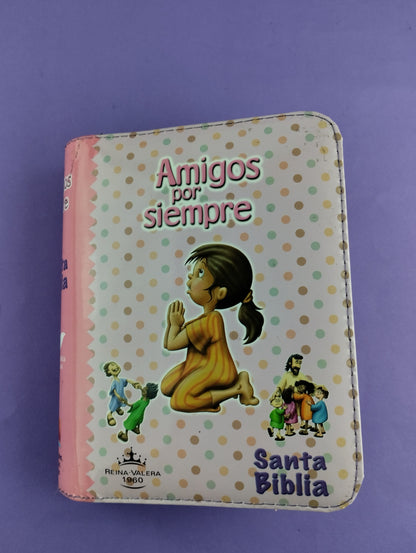 Amigos
por
siempre
REINA-VALERA
1960
Santa
Biblia